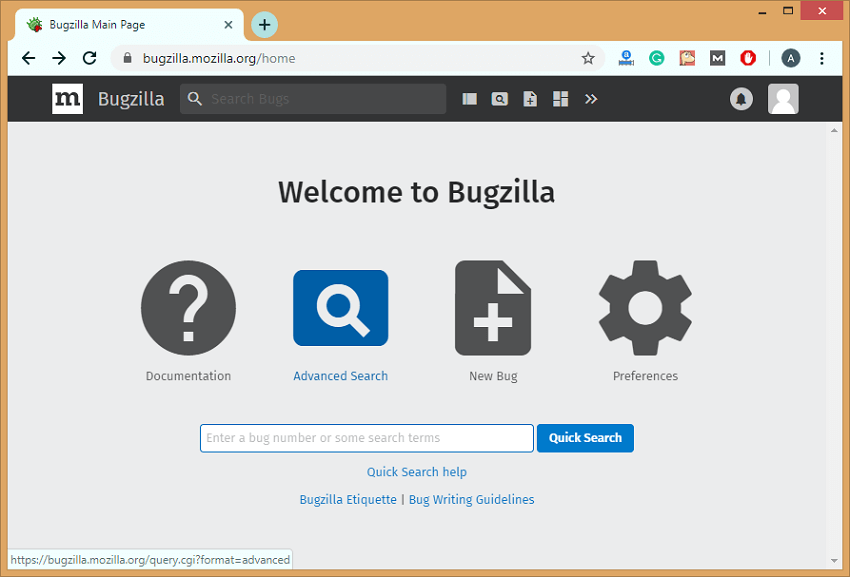 Bugzilla Main Page
bugzilla.mozilla.org/home
A
m Bugzilla Search Bugs
Welcome to Bugzilla
Documentation Advanced Search New Bug Preferences
Enter a bug number or some search terms Quick Search
Quick Search help
Bugzilla Etiquette | Bug Writing Guidelines
https://bugzilla.mozilla.org/query.cgi?format=advanced